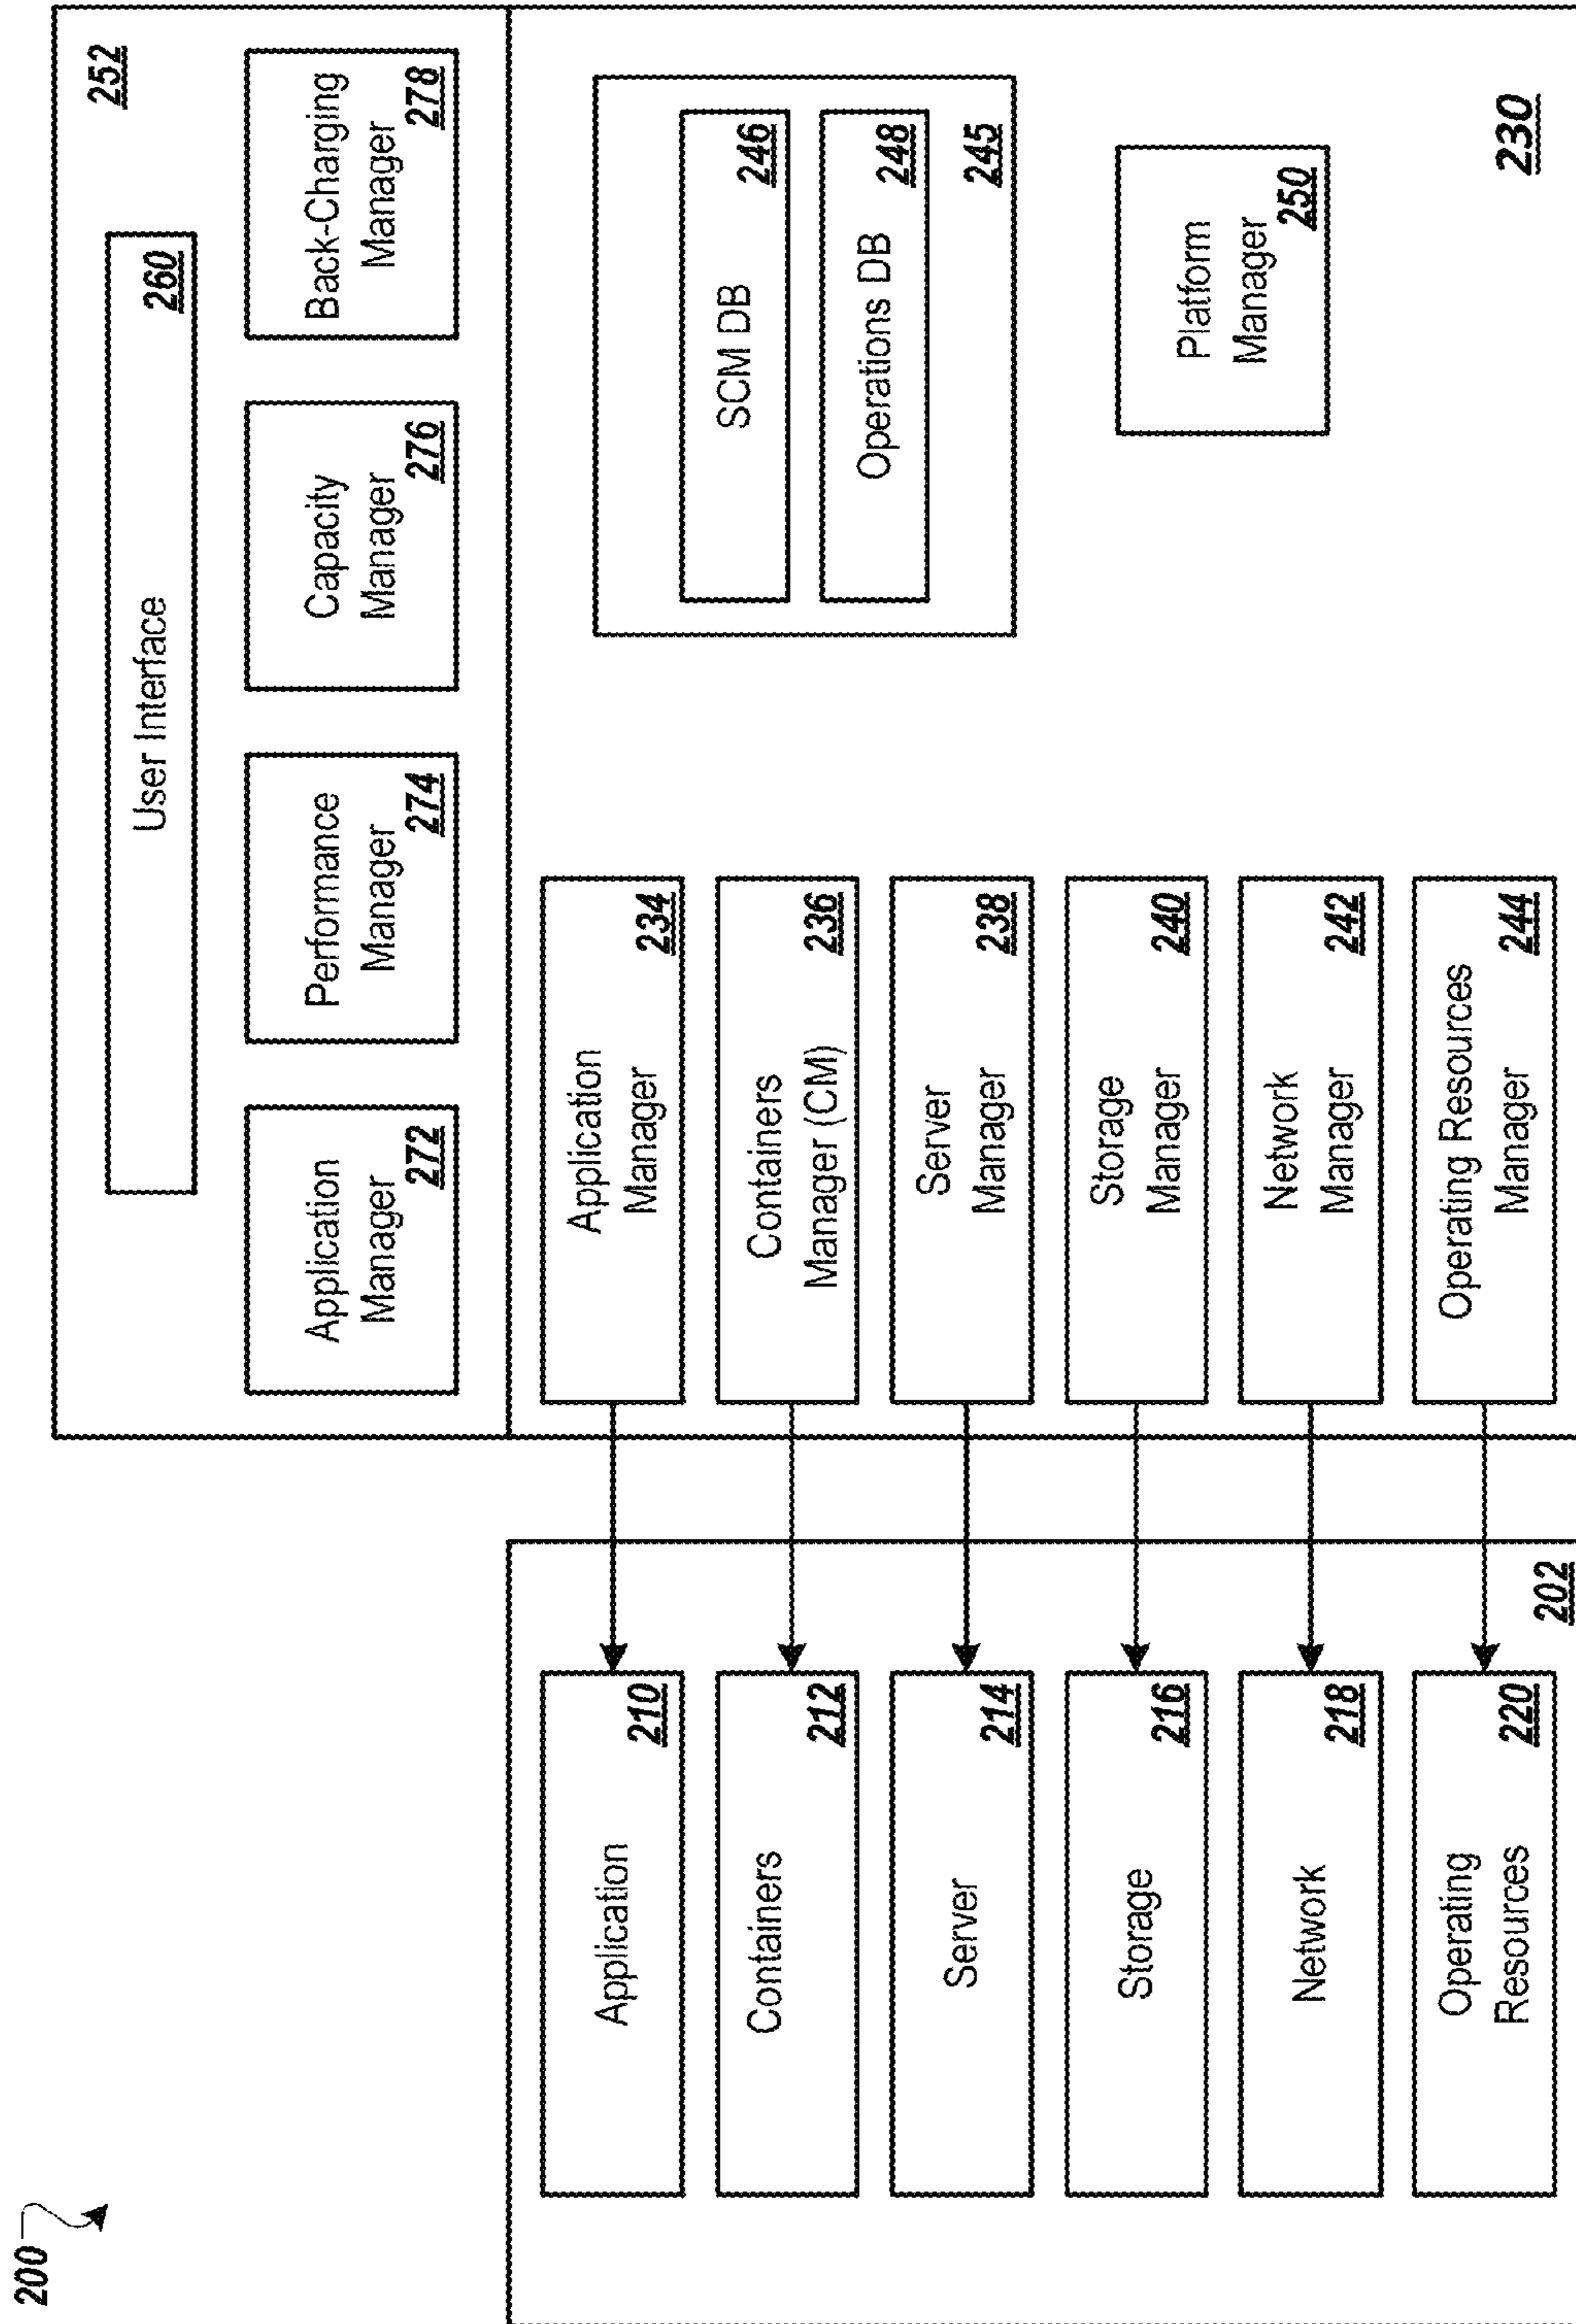 200
252
User Interface
260
Application
Manager
272
Performance
Manager
274
Capacity
Manager
276
Back-Charging
Manager
278
Application
210
Containers
212
Server
214
Storage
216
Network
218
Operating
Resources
220
202
Application
Manager
234
Containers
Manager (CM)
236
Server
Manager
238
Storage
Manager
240
Network
Manager
242
Operating Resources
Manager
244
SCM DB
246
Operations DB
248
245
Platform
Manager
250
230